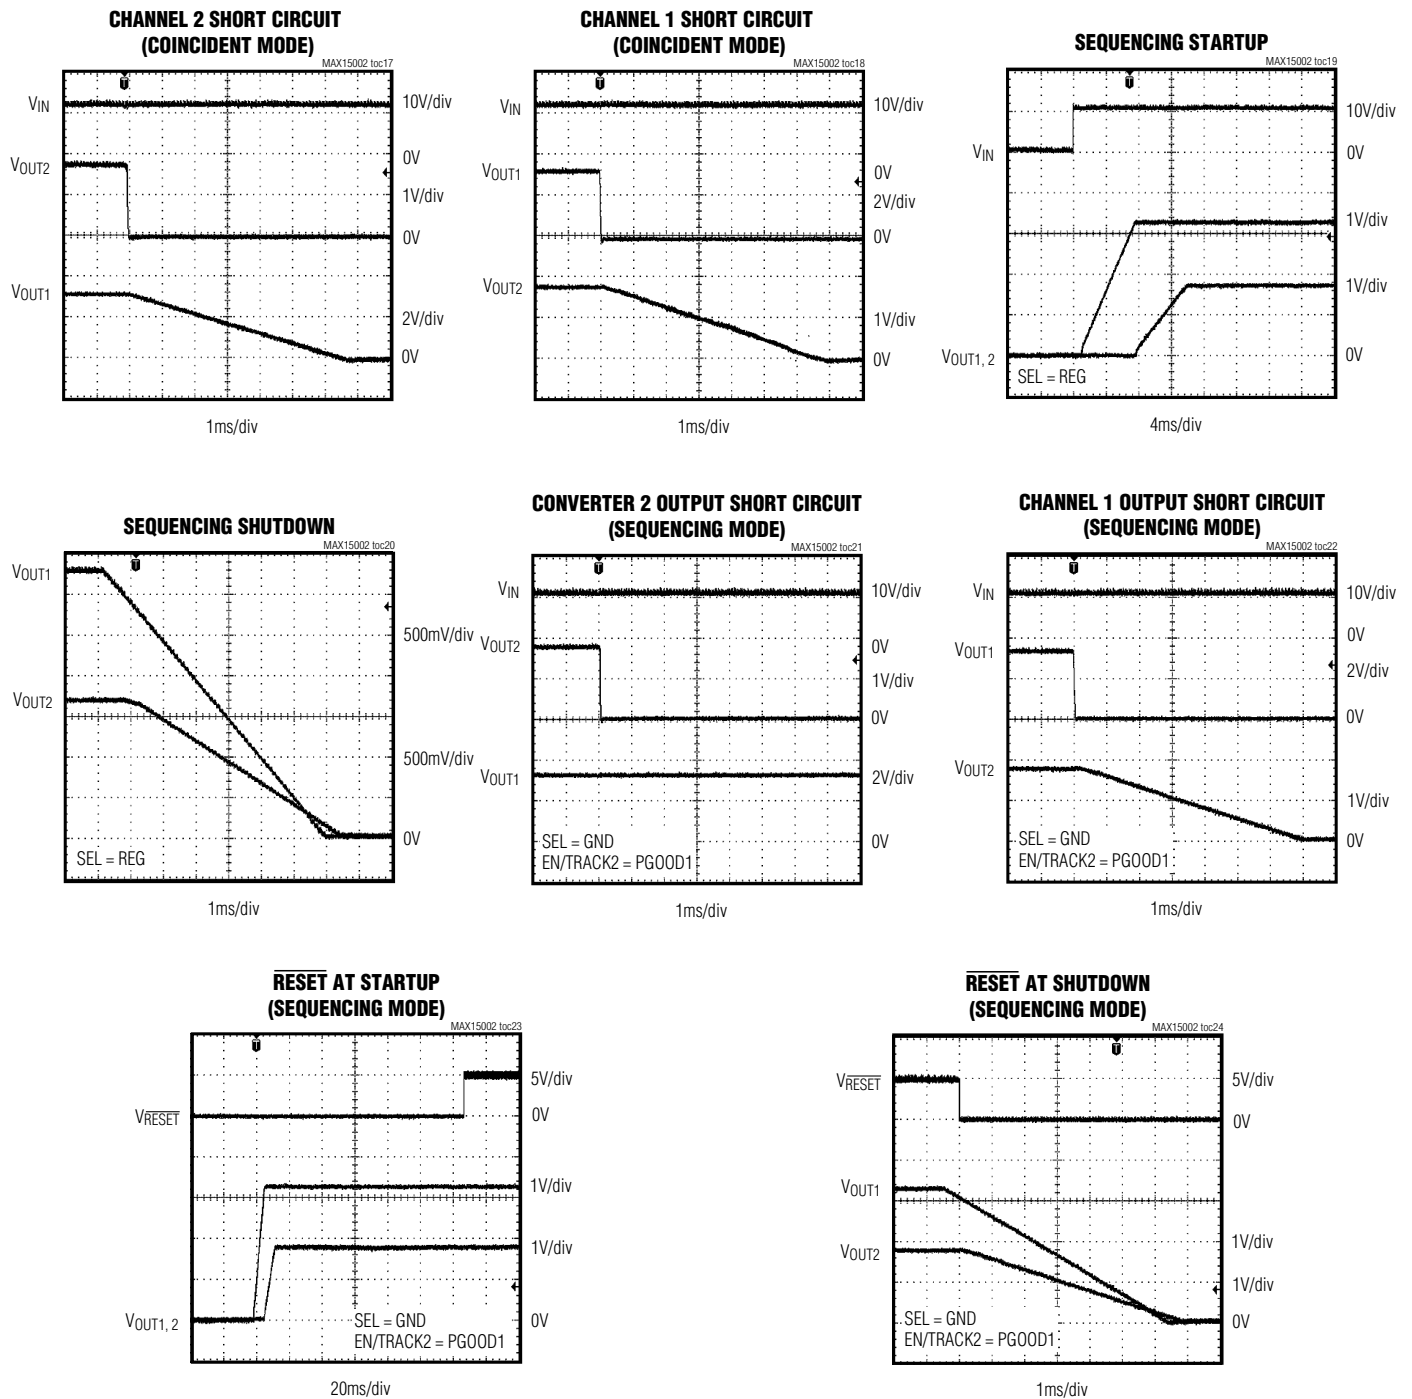 CHANNEL 2 SHORT CIRCUIT
(COINCIDENT MODE)
MAX15002 toc17
VIN
10V/div
VOUT2
0V
1V/div
0V
VOUT1
2V/div
0V
1ms/div
CHANNEL 1 SHORT CIRCUIT
(COINCIDENT MODE)
MAX15002 toc18
VIN
10V/div
VOUT1
0V
2V/div
0V
VOUT2
1V/div
0V
1ms/div
SEQUENCING STARTUP
MAX15002 toc19
10V/div
VIN
0V
1V/div
1V/div
VOUT1, 2
0V
SEL = REG
4ms/div
SEQUENCING SHUTDOWN
MAX15002 toc20
VOUT1
500mV/div
VOUT2
500mV/div
0V
SEL = REG
1ms/div
CONVERTER 2 OUTPUT SHORT CIRCUIT
(SEQUENCING MODE)
MAX15002 toc21
VIN
10V/div
VOUT2
0V
1V/div
0V
VOUT1
2V/div
SEL = GND
0V
EN/TRACK2 = PGOOD1
1ms/div
CHANNEL 1 OUTPUT SHORT CIRCUIT
(SEQUENCING MODE)
MAX15002 toc22
VIN
10V/div
0V
VOUT1
2V/div
0V
VOUT2
1V/div
SEL = GND
0V
EN/TRACK2 = PGOOD1
1ms/div
RESET AT STARTUP
(SEQUENCING MODE)
MAX15002 toc23
5V/div
VRESET
0V
1V/div
1V/div
VOUT1, 2
SEL = GND
0V
EN/TRACK2 = PGOOD1
20ms/div
RESET AT SHUTDOWN
(SEQUENCING MODE)
MAX15002 toc24
VRESET
5V/div
0V
VOUT1
VOUT2
1V/div
1V/div
SEL = GND
0V
EN/TRACK2 = PGOOD1
1ms/div